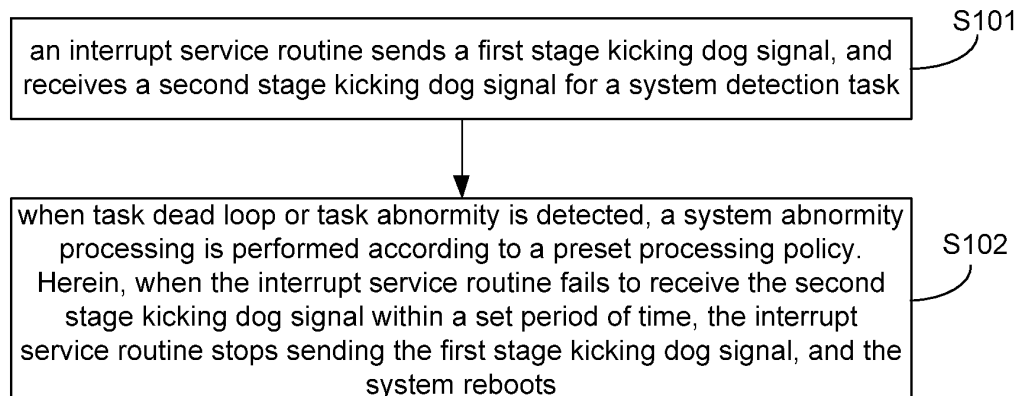 S101
an interrupt service routine sends a first stage kicking dog signal, and
receives a second stage kicking dog signal for a system detection task
when task dead loop or task abnormity is detected, a system abnormity
processing is performed according to a preset processing policy.
Herein, when the interrupt service routine fails to receive the second
stage kicking dog signal within a set period of time, the interrupt
service routine stops sending the first stage kicking dog signal, and the
system reboots
S102